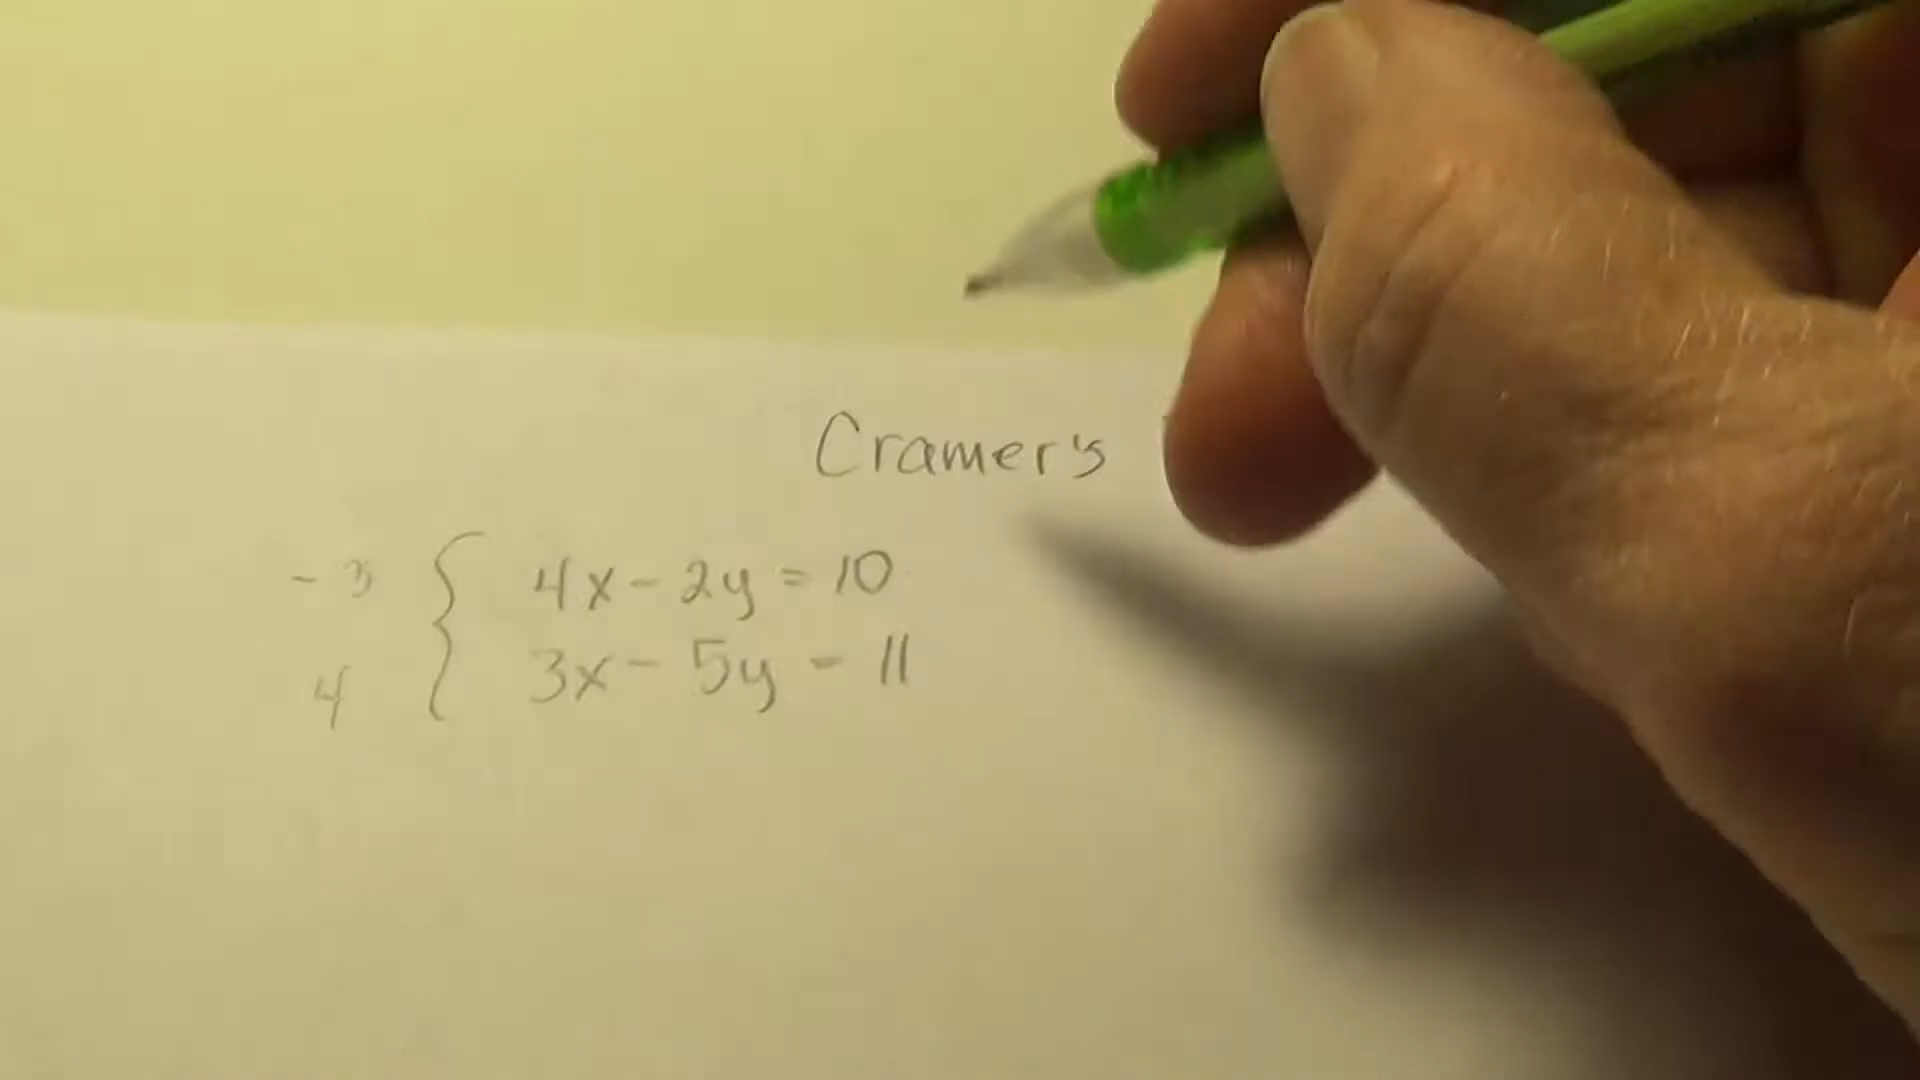 Cramer's
- 3 { 4x - 2y = 10
4 3x - 5y = 11